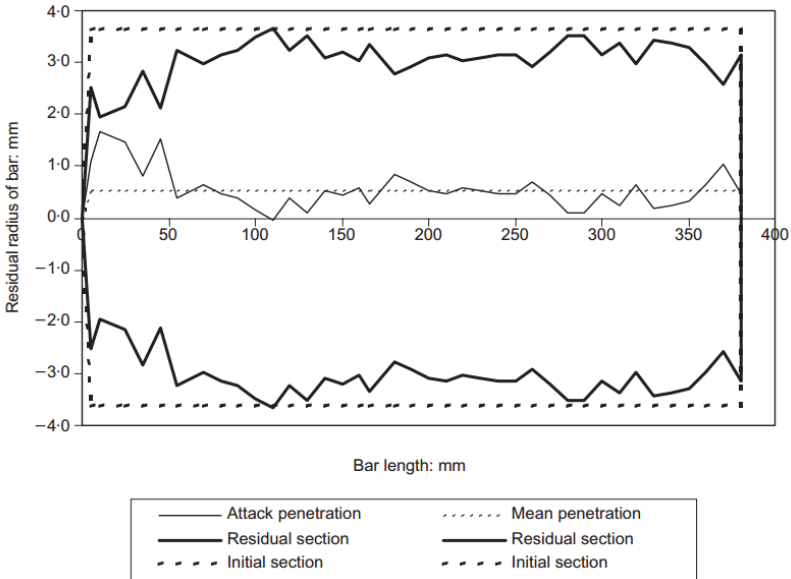 4·0
3·0
2·0
1·0
0·0
−1·0
−2·0
−3·0
−4·0
Residual radius of bar: mm
0 50 100 150 200 250 300 350 400
Bar length: mm
Attack penetration Mean penetration
Residual section Residual section
Initial section Initial section